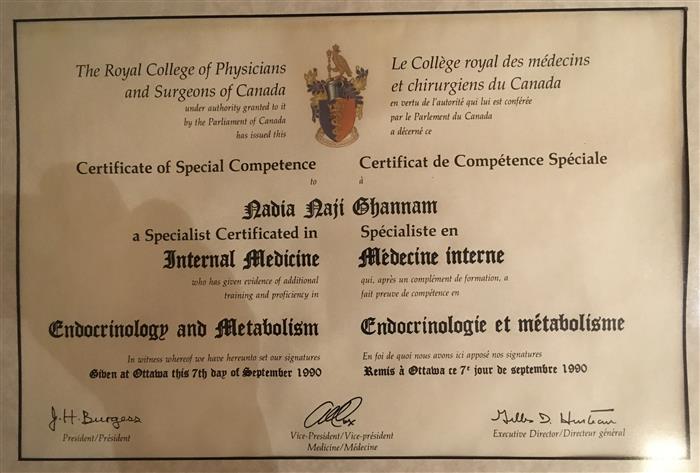 The Royal College of Physicians
and Surgeons of Canada
under authority granted to it
by the Parliament of Canada
has issued this
Certificate of Special Competence
to
Le Collège royal des médecins
et chirurgiens du Canada
en vertu de l'autorité qui lui est conférée
par le Parlement du Canada
a décerné ce
Certificat de Compétence Spéciale
à
Nadia Naji Ghannam
a Specialist Certificated in
Internal Medicine
who has given evidence of additional
training and proficiency in
Endocrinology and Metabolism
In witness whereof we have hereunto set our signatures
Given at Ottawa this 7th day of September 1990
Spécialiste en
Médecine interne
qui, après un complément de formation, a
fait preuve de compétence en
Endocrinologie et métabolisme
En foi de quoi nous avons ici apposé nos signatures
Remis à Ottawa ce 7e jour de septembre 1990
J. H. Burgess
President/Président
Vice-President/Vice-président
Medicine/Médecine
Gilles D. Hurteau
Executive Director/Directeur général